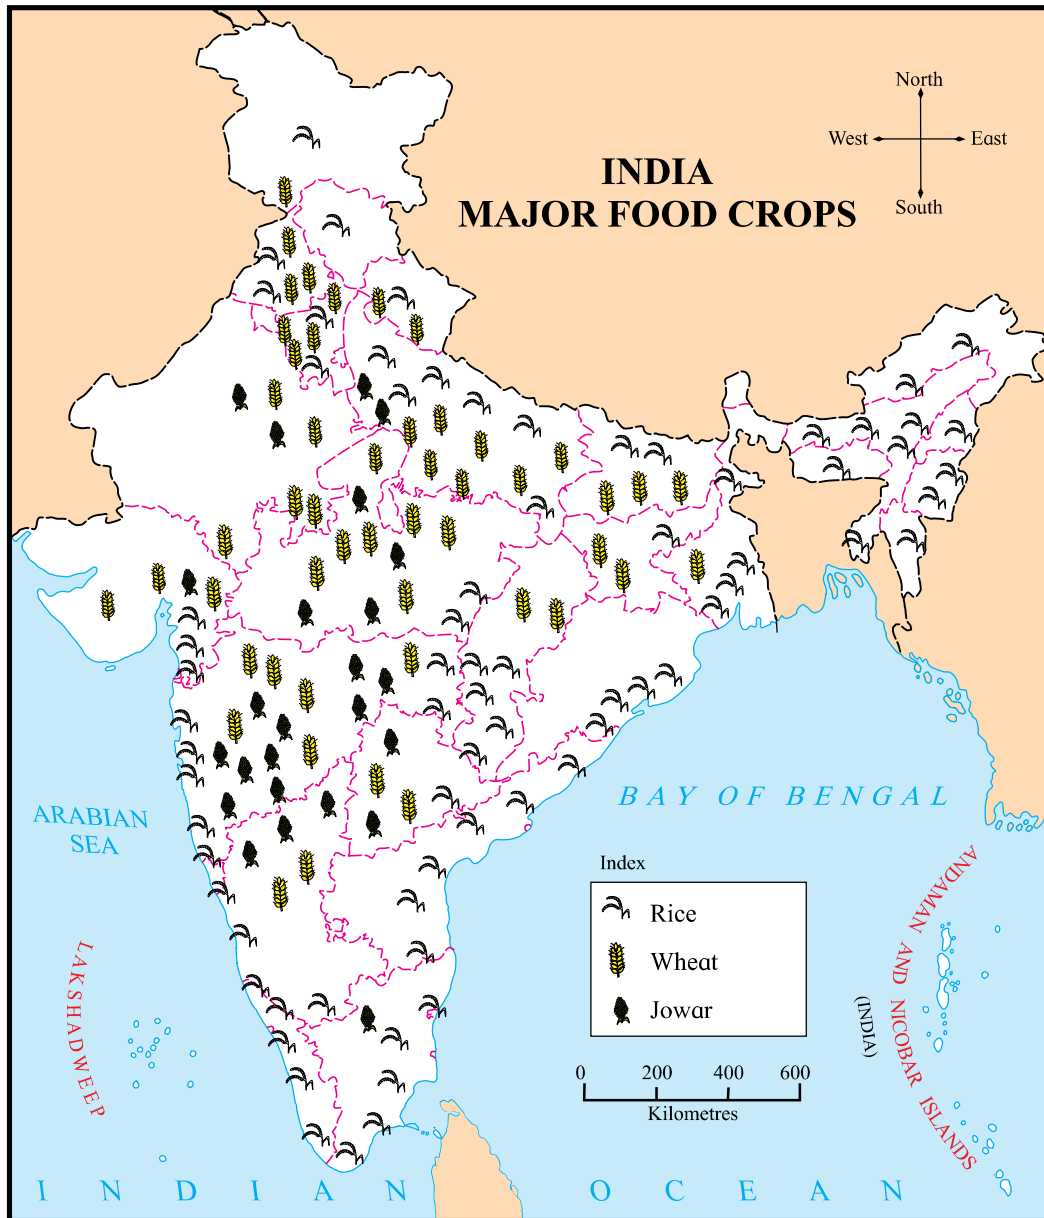 North
West
East
South
INDIA
MAJOR FOOD CROPS
ARABIAN
SEA
BAY OF BENGAL
Index
Rice
Wheat
Jowar
0 200 400 600
Kilometres
LAKSHADWEEP
ANDAMAN AND NICOBAR ISLANDS
(INDIA)
INDIAN OCEAN